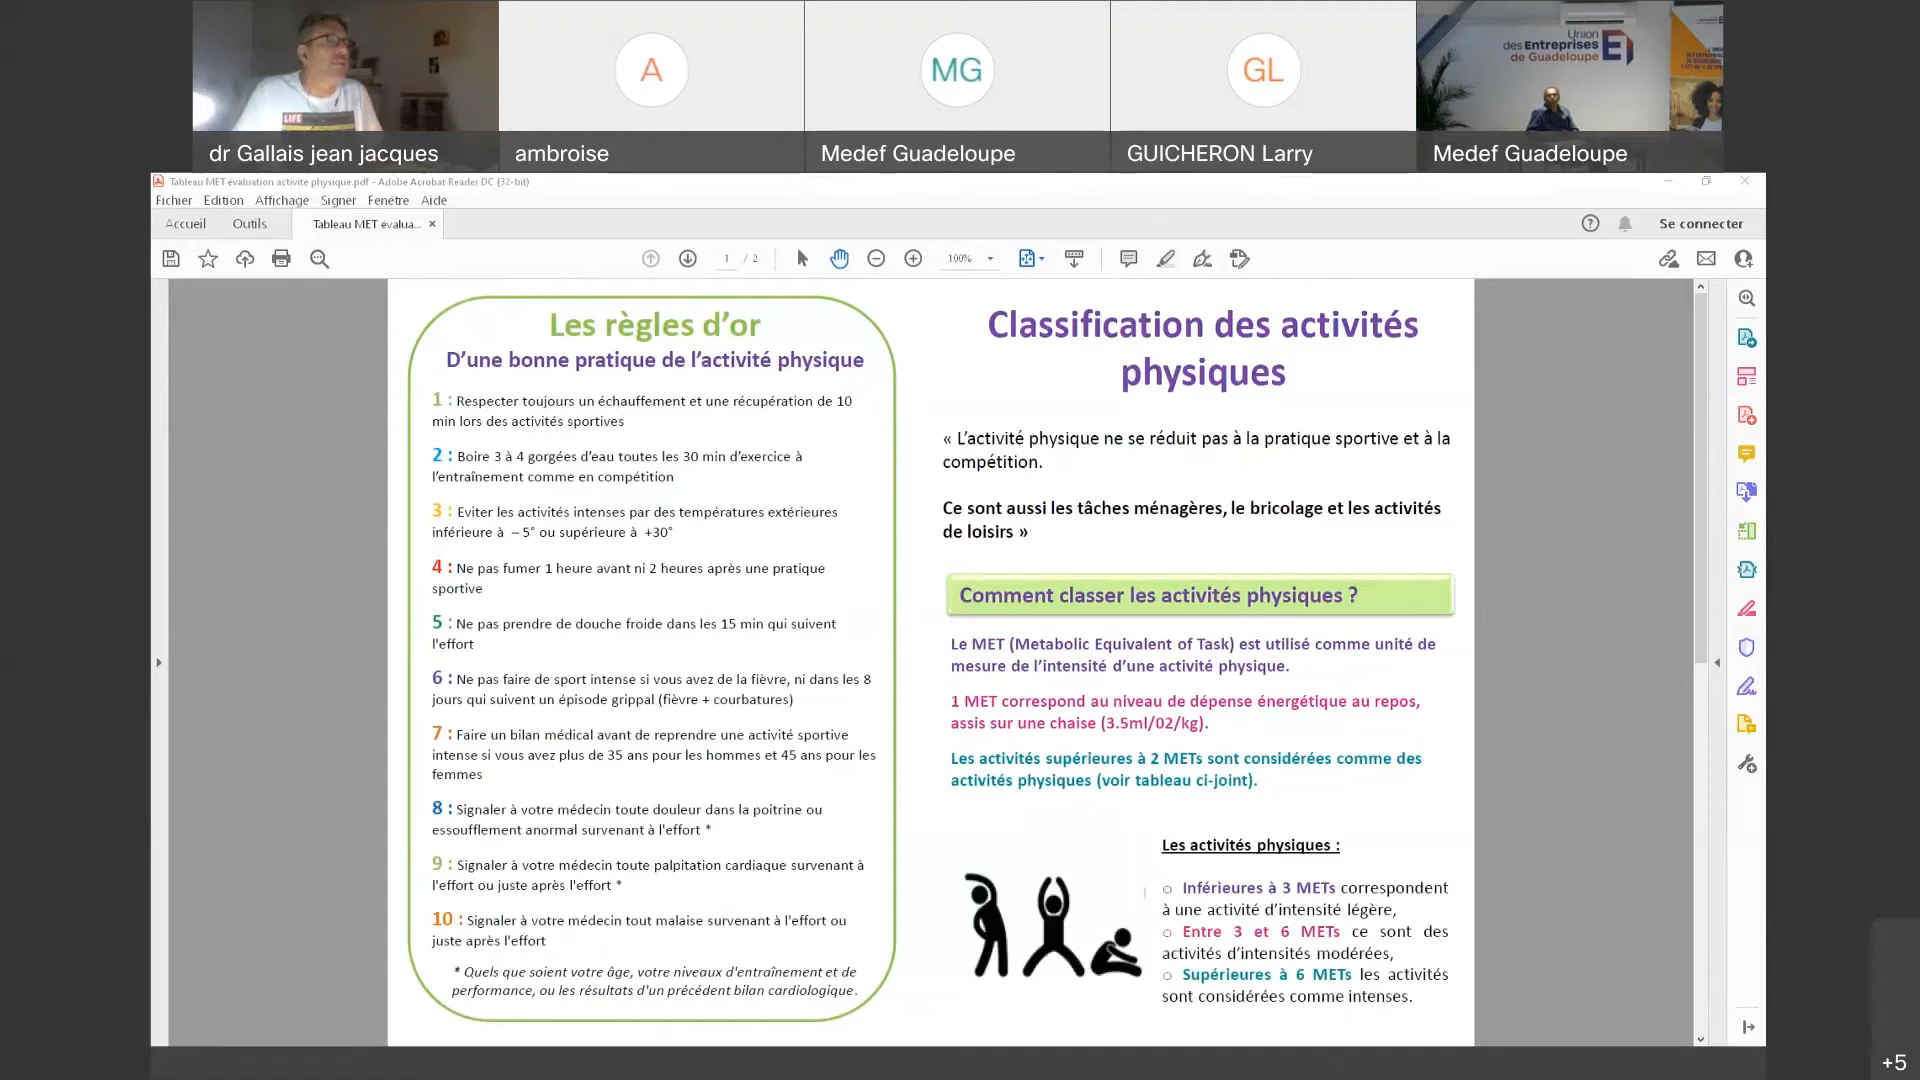 Union
des Entreprises
de Guadeloupe
LIFE
A
MG
GL
dr Gallais jean jacques
ambroise
Medef Guadeloupe
GUICHERON Larry
Medef Guadeloupe
Tableau MET évaluation activité physique.pdf - Adobe Acrobat Reader DC (32-bit)
Fichier Edition Affichage Signer Fenêtre Aide
Accueil
Outils
Tableau MET évalua...
Se connecter
1 / 2
100%
Les règles d’or
D’une bonne pratique de l’activité physique
1 : Respecter toujours un échauffement et une récupération de 10
min lors des activités sportives
2 : Boire 3 à 4 gorgées d’eau toutes les 30 min d’exercice à
l’entraînement comme en compétition
3 : Eviter les activités intenses par des températures extérieures
inférieure à – 5° ou supérieure à +30°
4 : Ne pas fumer 1 heure avant ni 2 heures après une pratique
sportive
5 : Ne pas prendre de douche froide dans les 15 min qui suivent
l'effort
6 : Ne pas faire de sport intense si vous avez de la fièvre, ni dans les 8
jours qui suivent un épisode grippal (fièvre + courbatures)
7 : Faire un bilan médical avant de reprendre une activité sportive
intense si vous avez plus de 35 ans pour les hommes et 45 ans pour les
femmes
8 : Signaler à votre médecin toute douleur dans la poitrine ou
essoufflement anormal survenant à l'effort *
9 : Signaler à votre médecin toute palpitation cardiaque survenant à
l'effort ou juste après l'effort *
10 : Signaler à votre médecin tout malaise survenant à l'effort ou
juste après l'effort
* Quels que soient votre âge, votre niveaux d'entraînement et de
performance, ou les résultats d'un précédent bilan cardiologique.
Classification des activités
physiques
« L’activité physique ne se réduit pas à la pratique sportive et à la
compétition.
Ce sont aussi les tâches ménagères, le bricolage et les activités
de loisirs »
Comment classer les activités physiques ?
Le MET (Metabolic Equivalent of Task) est utilisé comme unité de
mesure de l’intensité d’une activité physique.
1 MET correspond au niveau de dépense énergétique au repos,
assis sur une chaise (3.5ml/02/kg).
Les activités supérieures à 2 METs sont considérées comme des
activités physiques (voir tableau ci-joint).
Les activités physiques :
o Inférieures à 3 METs correspondent
à une activité d’intensité légère,
o Entre 3 et 6 METs ce sont des
activités d’intensités modérées,
o Supérieures à 6 METs les activités
sont considérées comme intenses.
+5